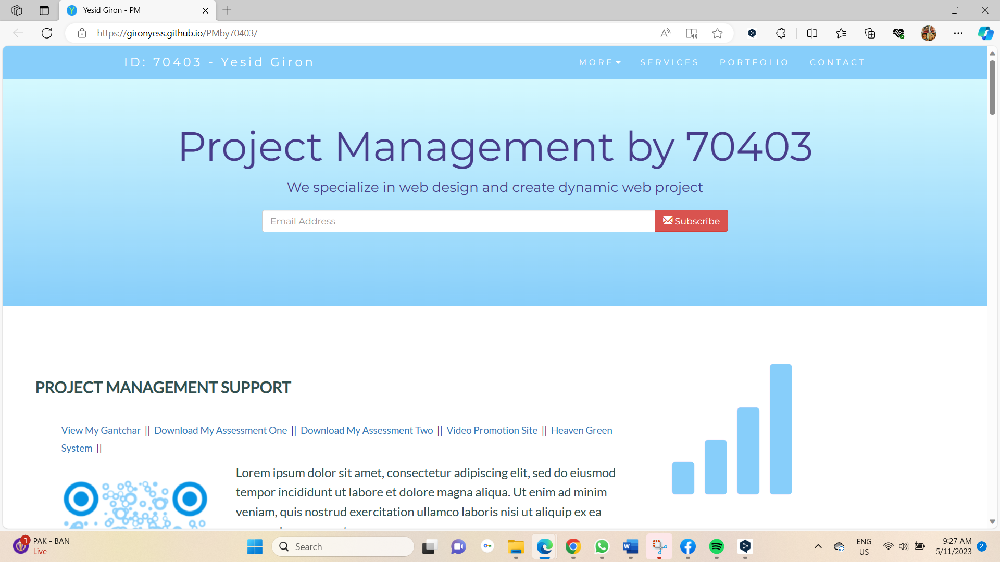 Yesid Giron - PM
https://gironyess.github.io/PMby70403/
ID: 70403 - Yesid Giron
MORE
SERVICES
PORTFOLIO
CONTACT
Project Management by 70403
We specialize in web design and create dynamic web project
Email Address
Subscribe
PROJECT MANAGEMENT SUPPORT
View My Gantchar || Download My Assessment One || Download My Assessment Two || Video Promotion Site || Heaven Green
System ||
Lorem ipsum dolor sit amet, consectetur adipiscing elit, sed do eiusmod
tempor incididunt ut labore et dolore magna aliqua. Ut enim ad minim
veniam, quis nostrud exercitation ullamco laboris nisi ut aliquip ex ea
1
PAK - BAN
Live
Search
ENG
US
9:27 AM
5/11/2023
2